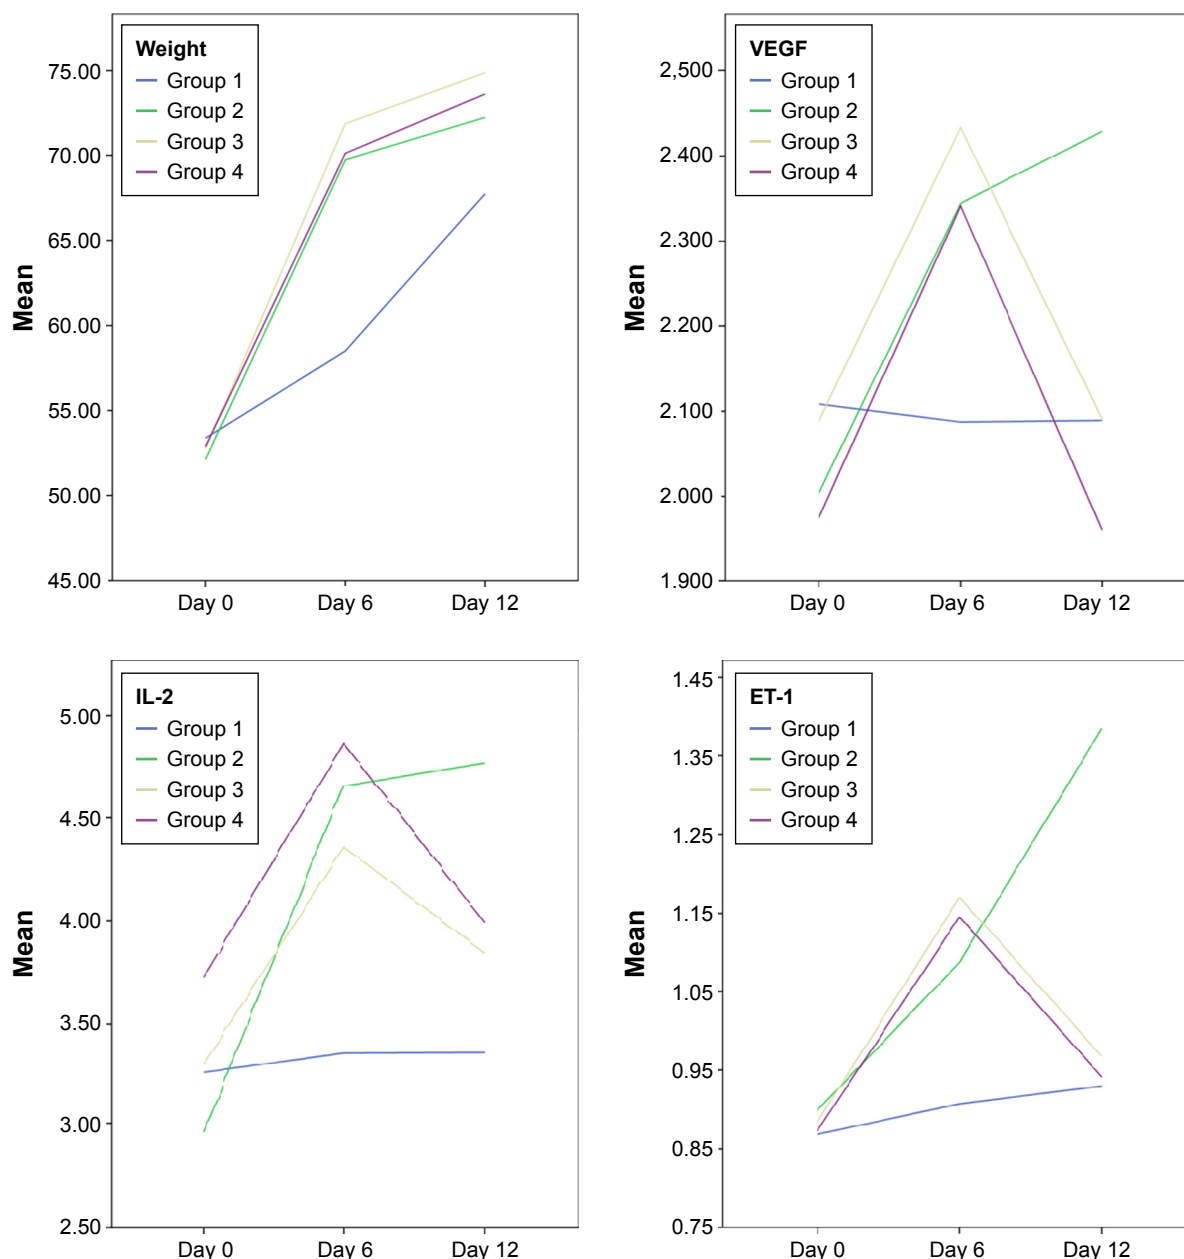 Weight
Group 1
Group 2
Group 3
Group 4
75.00
70.00
65.00
60.00
55.00
50.00
45.00
Mean
Day 0 Day 6 Day 12
VEGF
Group 1
Group 2
Group 3
Group 4
2,500
2.400
2.300
2.200
2.100
2.000
1.900
Mean
Day 0 Day 6 Day 12
IL-2
Group 1
Group 2
Group 3
Group 4
5.00
4.50
4.00
3.50
3.00
2.50
Mean
Day 0 Day 6 Day 12
ET-1
Group 1
Group 2
Group 3
Group 4
1.45
1.35
1.25
1.15
1.05
0.95
0.85
0.75
Mean
Day 0 Day 6 Day 12